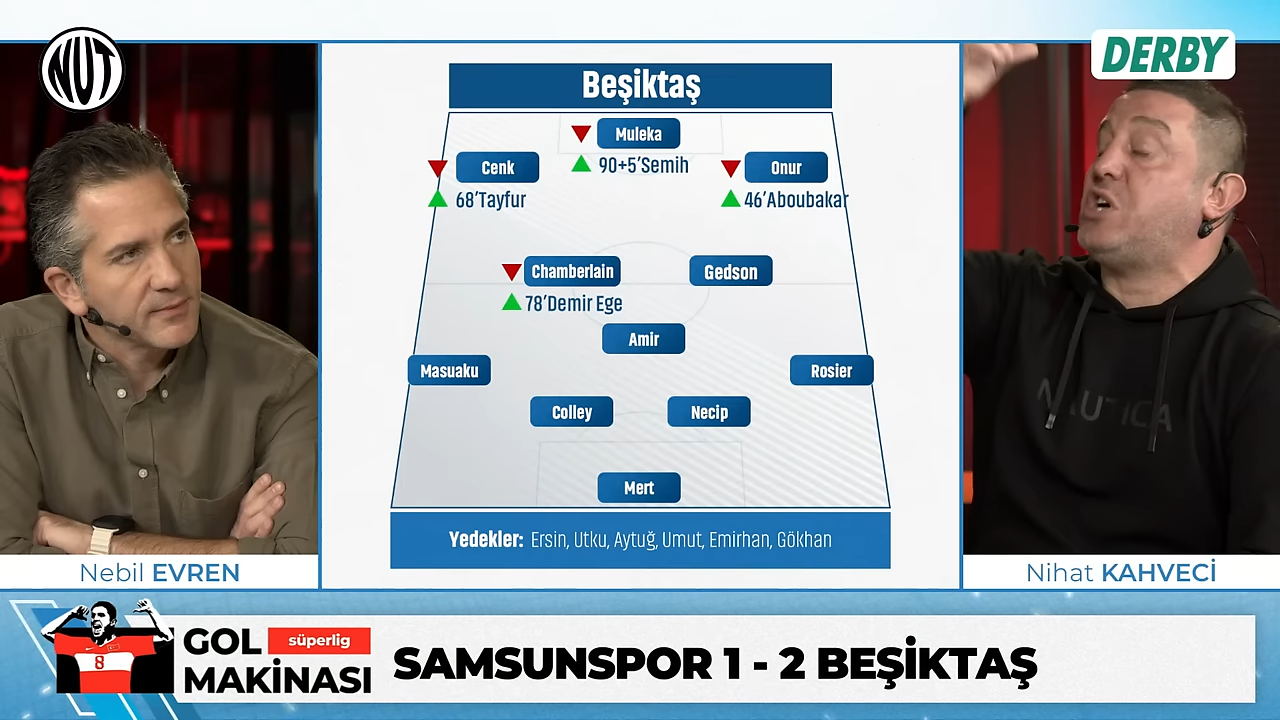 NUT
DERBY
Beşiktaş
Muleka
90+5'Semih
Cenk
68'Tayfur
Onur
46'Aboubakar
Chamberlain
78'Demir Ege
Gedson
Amir
Masuaku
Rosier
Colley
Necip
Mert
Yedekler: Ersin, Utku, Aytuğ, Umut, Emirhan, Gökhan
NAUTICA
Nebil EVREN
Nihat KAHVECİ
8
GOL süperlig
MAKİNASI
SAMSUNSPOR 1 - 2 BEŞİKTAŞ